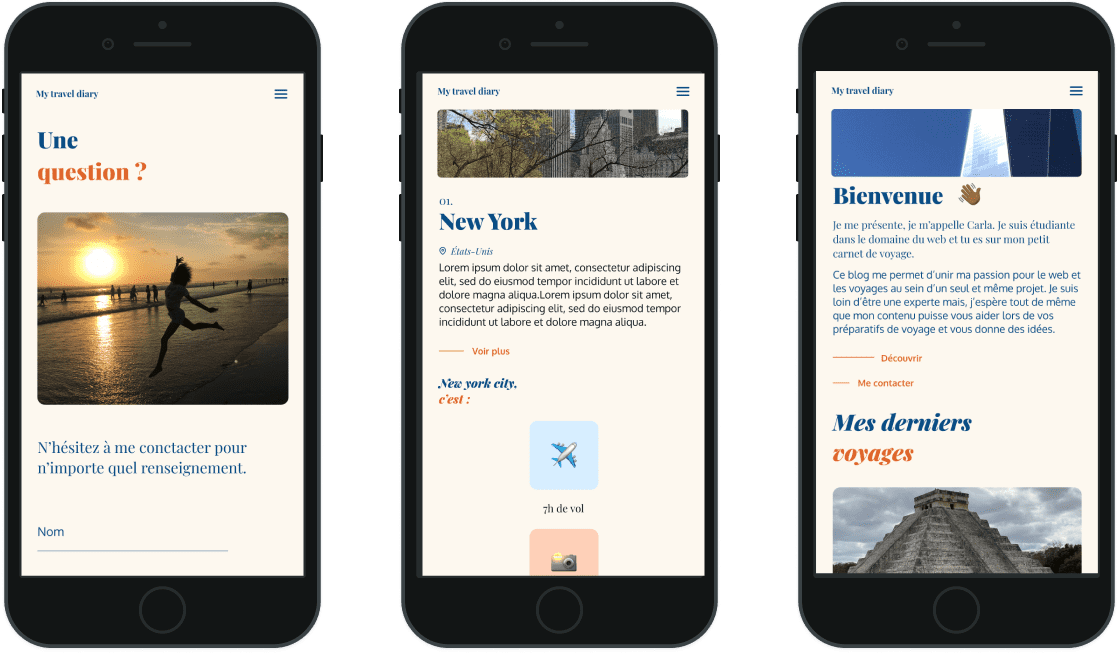 My travel diary
Une
question ?
N'hésitez à me conctacter pour
n'importe quel renseignement.
Nom
My travel diary
01.
New York
États-Unis
Lorem ipsum dolor sit amet, consectetur adipiscing
elit, sed do eiusmod tempor incididunt ut labore et
dolore magna aliqua.Lorem ipsum dolor sit amet,
consectetur adipiscing elit, sed do eiusmod tempor
incididunt ut labore et dolore magna aliqua.
Voir plus
New york city,
c'est :
7h de vol
My travel diary
Bienvenue
Je me présente, je m'appelle Carla. Je suis étudiante
dans le domaine du web et tu es sur mon petit
carnet de voyage.
Ce blog me permet d'unir ma passion pour le web et
les voyages au sein d'un seul et même projet. Je suis
loin d'être une experte mais, j'espère tout de même
que mon contenu puisse vous aider lors de vos
préparatifs de voyage et vous donne des idées.
Découvrir
Me contacter
Mes derniers
voyages